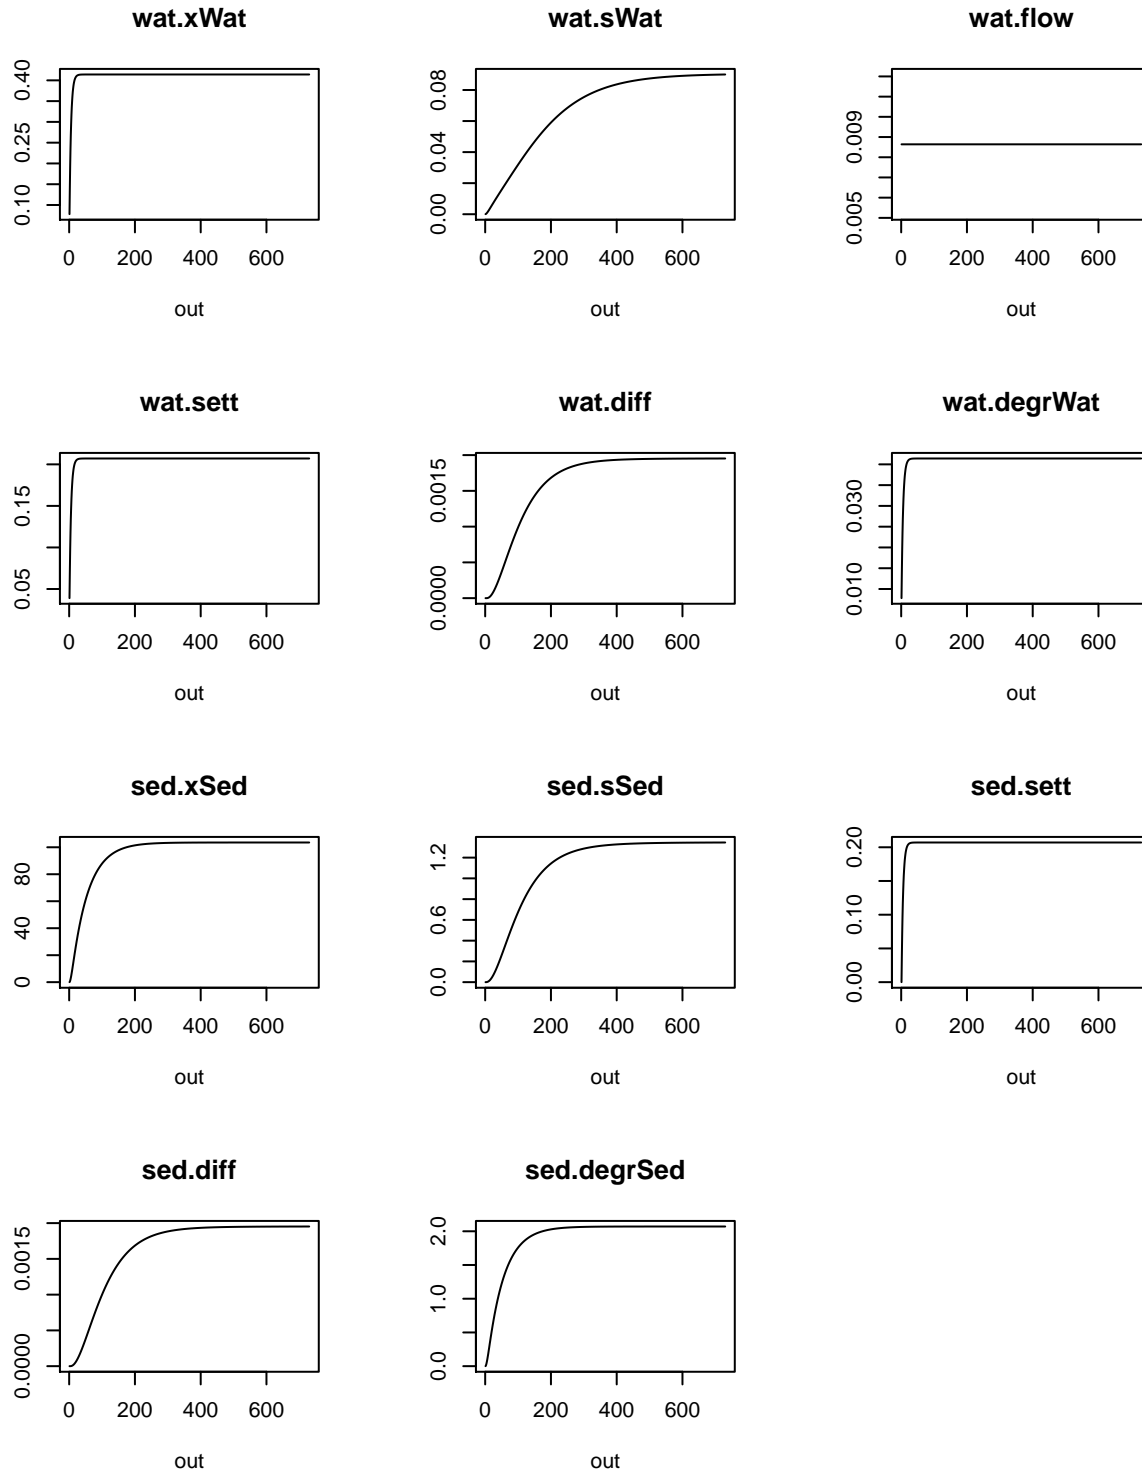 wat.xWat wat.sWat wat.flow
0.10 0.25 0.40 0.00 0.04 0.08 0.005 0.009
0 200 400 600 0 200 400 600 0 200 400 600
out out out
wat.sett wat.diff wat.degrWat
0.05 0.15 0.0000 0.0015 0.010 0.030
0 200 400 600 0 200 400 600 0 200 400 600
out out out
sed.xSed sed.sSed sed.sett
0 40 80 0.0 0.6 1.2 0.00 0.10 0.20
0 200 400 600 0 200 400 600 0 200 400 600
out out out
sed.diff sed.degrSed
0.0000 0.0015 0.0 1.0 2.0
0 200 400 600 0 200 400 600
out out